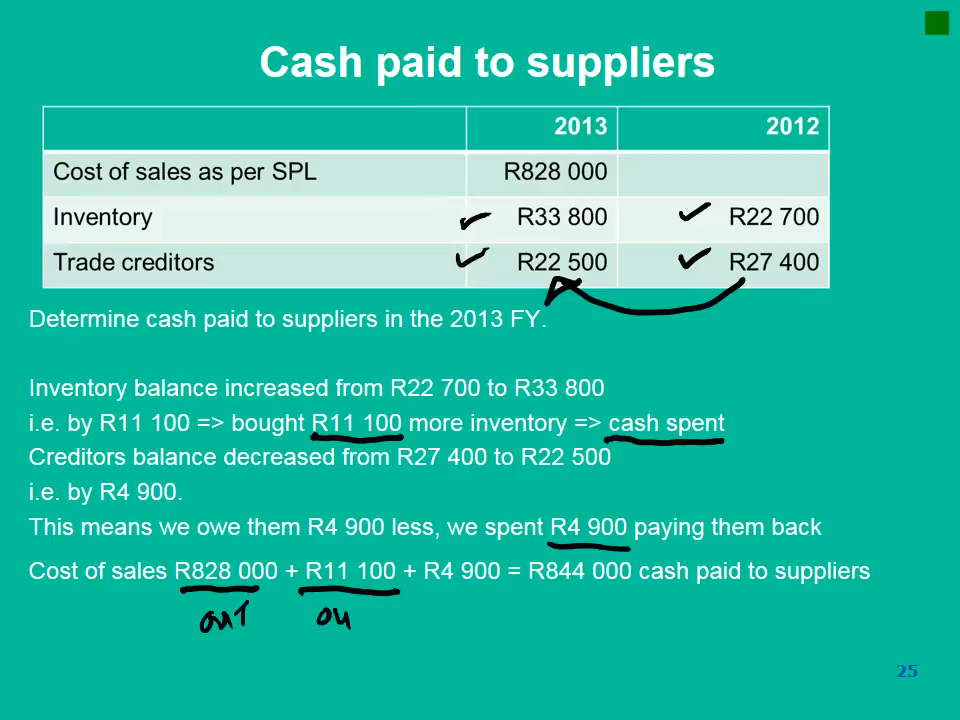 Cash paid to suppliers
2013 2012
Cost of sales as per SPL R828 000
Inventory R33 800 R22 700
Trade creditors R22 500 R27 400
Determine cash paid to suppliers in the 2013 FY.
Inventory balance increased from R22 700 to R33 800
i.e. by R11 100 => bought R11 100 more inventory => cash spent
Creditors balance decreased from R27 400 to R22 500
i.e. by R4 900.
This means we owe them R4 900 less, we spent R4 900 paying them back
Cost of sales R828 000 + R11 100 + R4 900 = R844 000 cash paid to suppliers
out ou
25